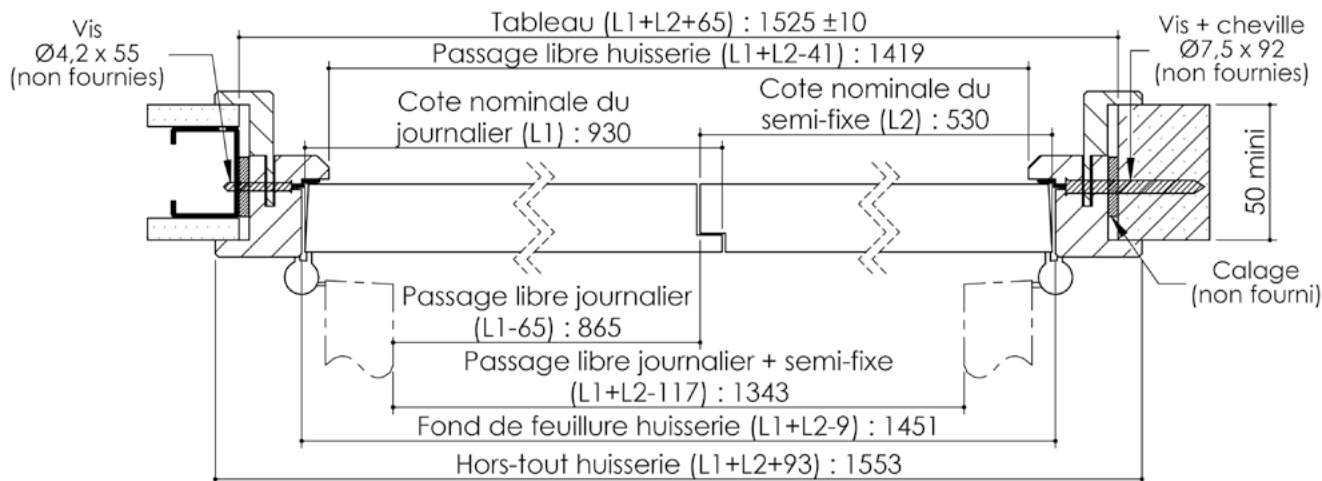 Tableau (L1+L2+65) : 1525 ±10
Vis
Ø4,2 x 55
(non fournies)
Passage libre huisserie (L1+L2-41) : 1419
Vis + cheville
Ø7,5 x 92
(non fournies)
Cote nominale du
journalier (L1) : 930
Cote nominale du
semi-fixe (L2) : 530
50 mini
Calage
(non fourni)
Passage libre journalier
(L1-65) : 865
Passage libre journalier + semi-fixe
(L1+L2-117) : 1343
Fond de feuillure huisserie (L1+L2-9) : 1451
Hors-tout huisserie (L1+L2+93) : 1553